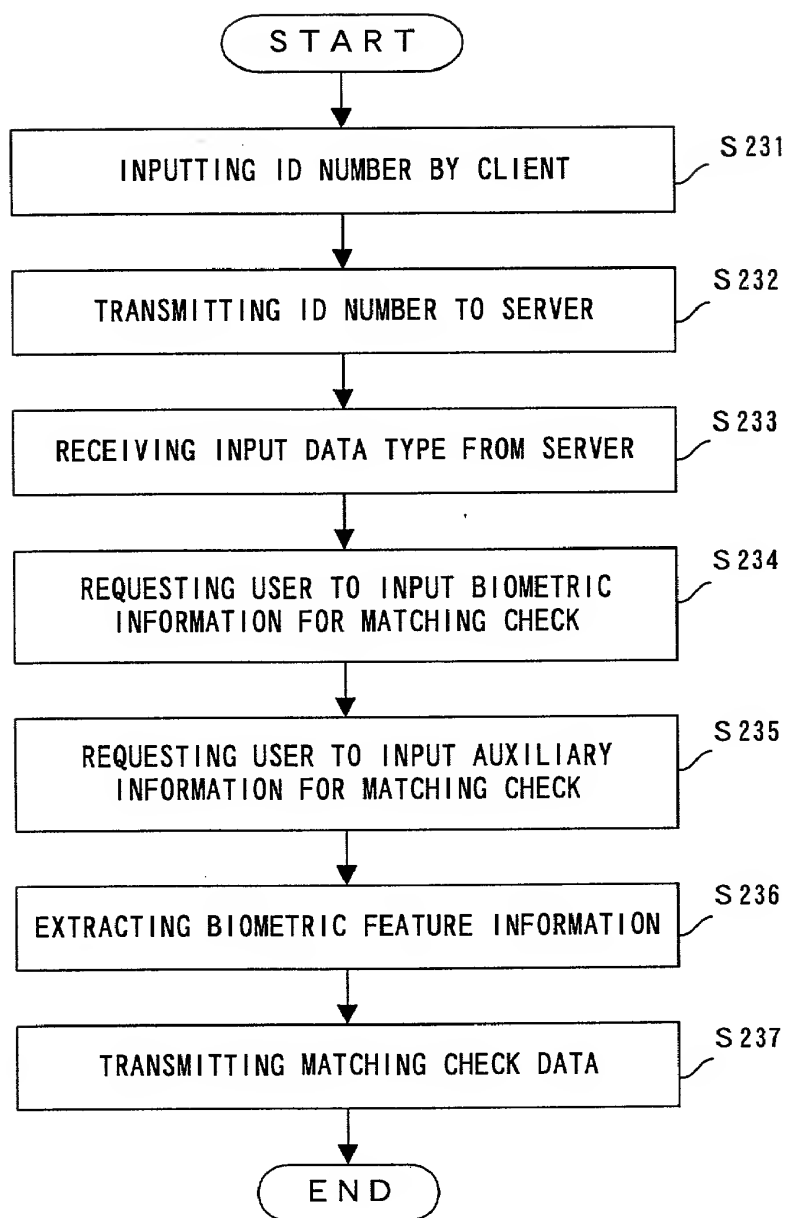 START
INPUTTING ID NUMBER BY CLIENT
S231
TRANSMITTING ID NUMBER TO SERVER
S232
RECEIVING INPUT DATA TYPE FROM SERVER
S233
REQUESTING USER TO INPUT BIOMETRIC
INFORMATION FOR MATCHING CHECK
S234
REQUESTING USER TO INPUT AUXILIARY
INFORMATION FOR MATCHING CHECK
S235
EXTRACTING BIOMETRIC FEATURE INFORMATION
S236
TRANSMITTING MATCHING CHECK DATA
S237
END